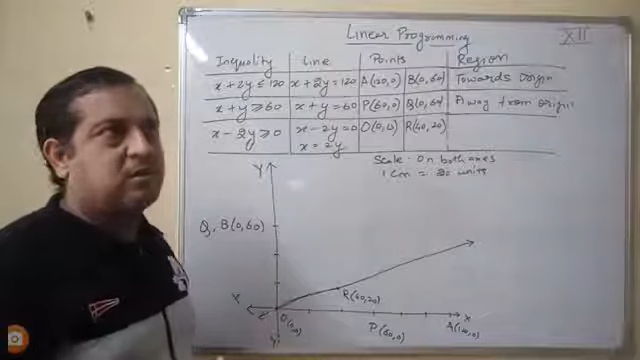 Linear Programming
XII
Inequality Line Points Region
x + 2y ≤ 120 x + 2y = 120 A(120,0) B(0,60) Towards Origin
x + y ≥ 60 x + y = 60 P(60,0) Q(0,60) Away from Origin
x - 2y ≥ 0 x - 2y = 0 O(0,0) R(40,20)
x = 2y
Scale: On both axes
1 cm = 20 units
Y
Q, B(0,60)
R(40,20)
X O(0,0) P(60,0) A(120,0) X
Y